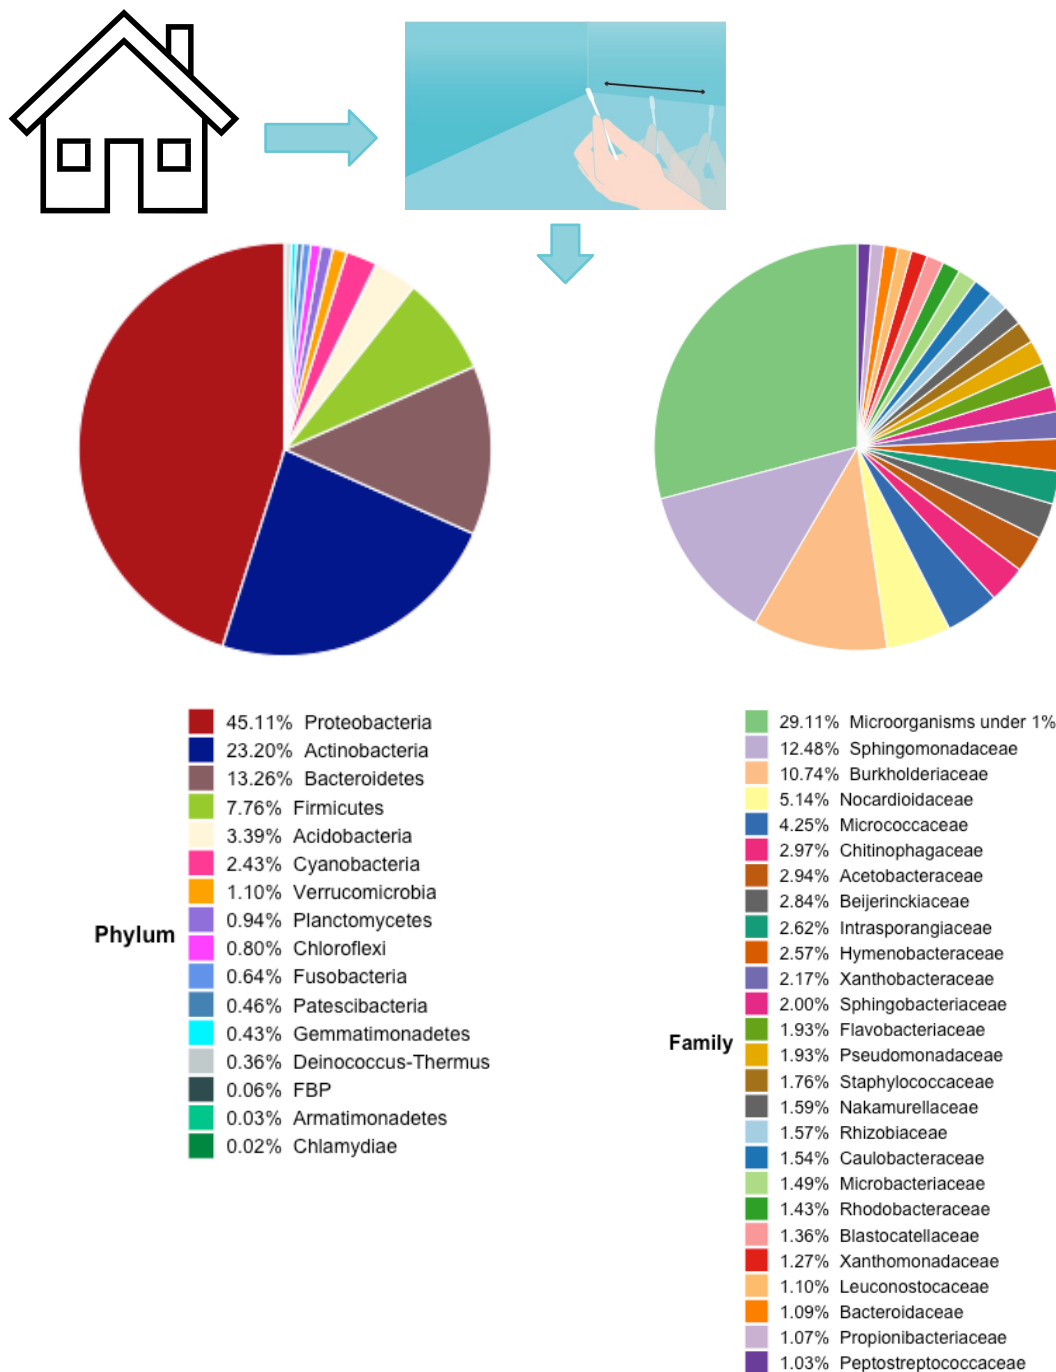 45.11% Proteobacteria
23.20% Actinobacteria
13.26% Bacteroidetes
7.76% Firmicutes
3.39% Acidobacteria
2.43% Cyanobacteria
1.10% Verrucomicrobia
0.94% Planctomycetes
Phylum
0.80% Chloroflexi
0.64% Fusobacteria
0.46% Patescibacteria
0.43% Gemmatimonadetes
0.36% Deinococcus-Thermus
0.06% FBP
0.03% Armatimonadetes
0.02% Chlamydiae
29.11% Microorganisms under 1%
12.48% Sphingomonadaceae
10.74% Burkholderiaceae
5.14% Nocardioidaceae
4.25% Micrococcaceae
2.97% Chitinophagaceae
2.94% Acetobacteraceae
2.84% Beijerinckiaceae
2.62% Intrasporangiaceae
2.57% Hymenobacteraceae
2.17% Xanthobacteraceae
2.00% Sphingobacteriaceae
1.93% Flavobacteriaceae
Family
1.93% Pseudomonadaceae
1.76% Staphylococcaceae
1.59% Nakamurellaceae
1.57% Rhizobiaceae
1.54% Caulobacteraceae
1.49% Microbacteriaceae
1.43% Rhodobacteraceae
1.36% Blastocatellaceae
1.27% Xanthomonadaceae
1.10% Leuconostocaceae
1.09% Bacteroidaceae
1.07% Propionibacteriaceae
1.03% Peptostreptococcaceae